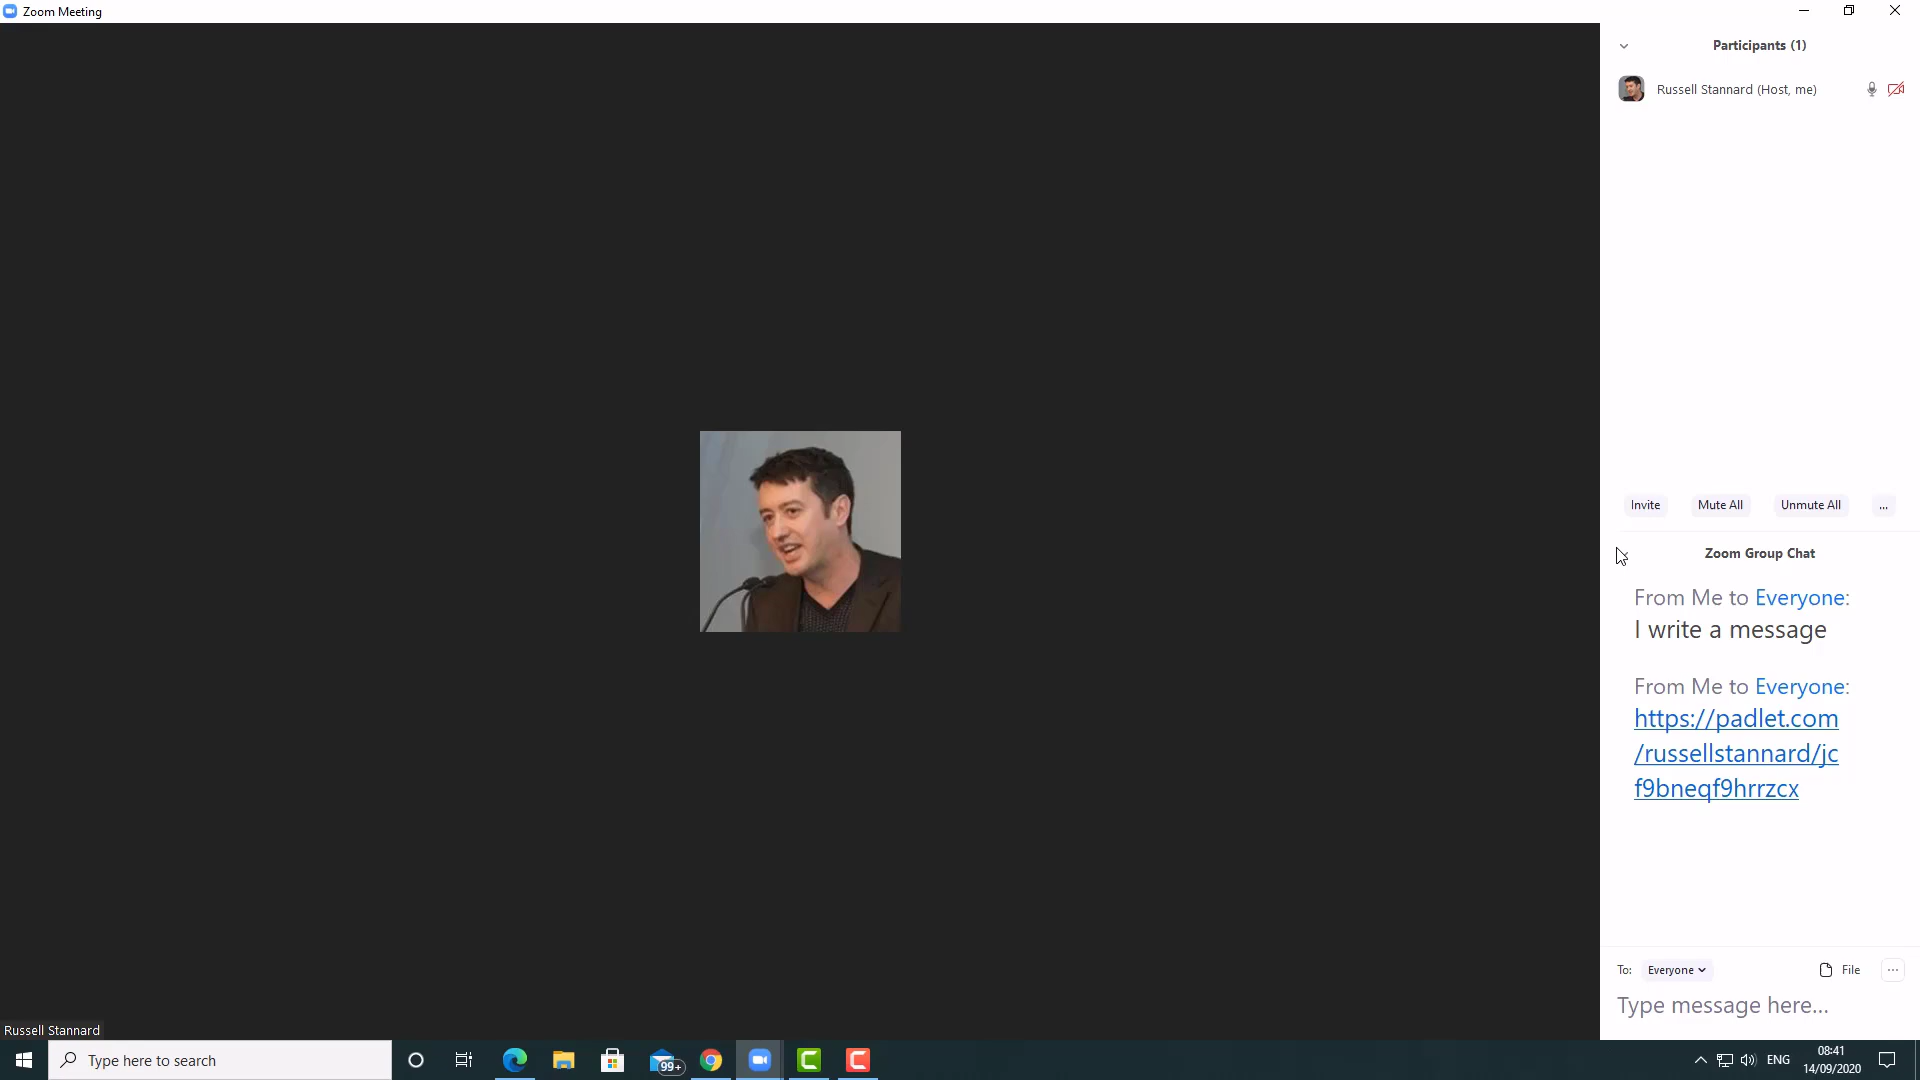 Zoom Meeting
Participants (1)
Russell Stannard (Host, me)
Invite Mute All Unmute All ...
Zoom Group Chat
From Me to Everyone:
I write a message
From Me to Everyone:
https://padlet.com
/russellstannard/jc
f9bneqf9hrrzcx
To: Everyone File ...
Type message here...
Russell Stannard
Type here to search
99+
ENG
08:41
14/09/2020